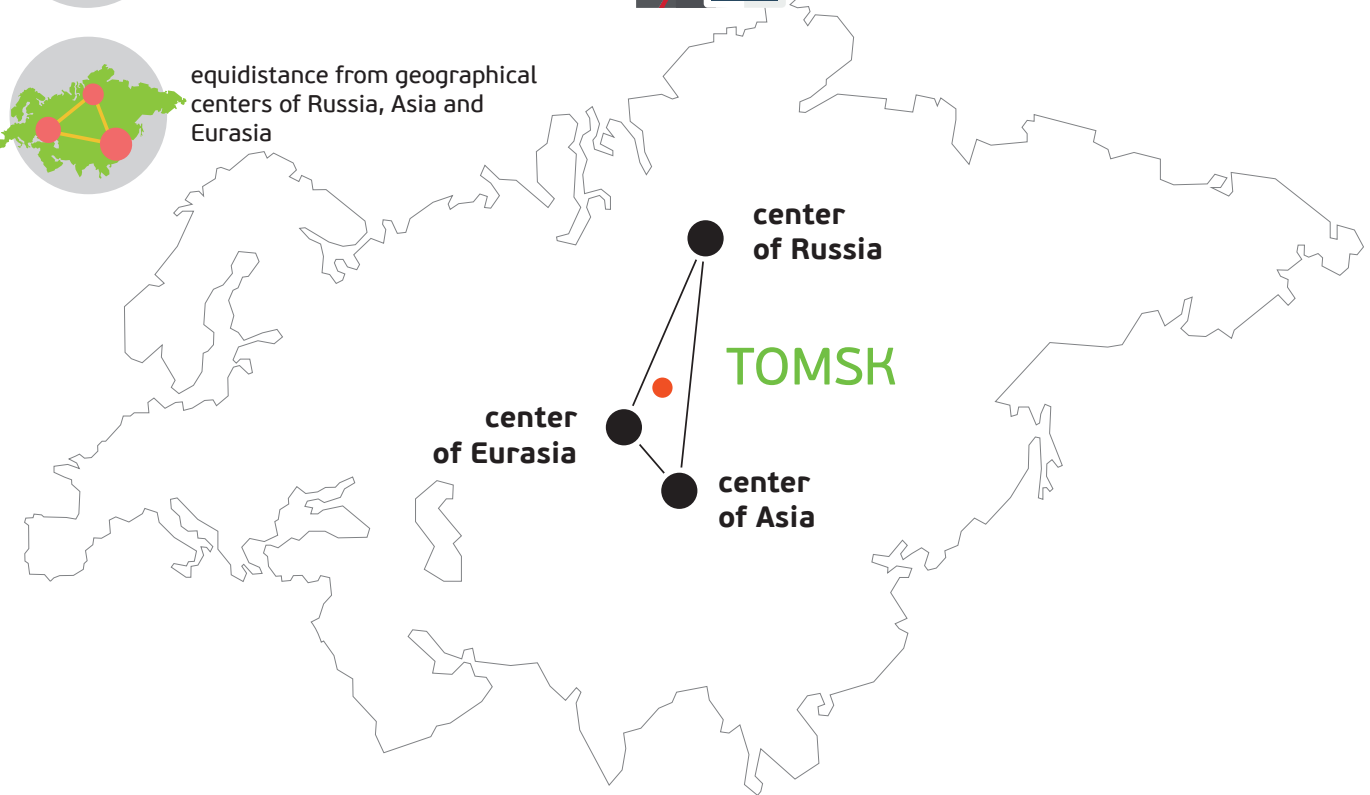 equidistance from geographical
centers of Russia, Asia and
Eurasia
center
of Russia
TOMSK
center
of Eurasia
center
of Asia